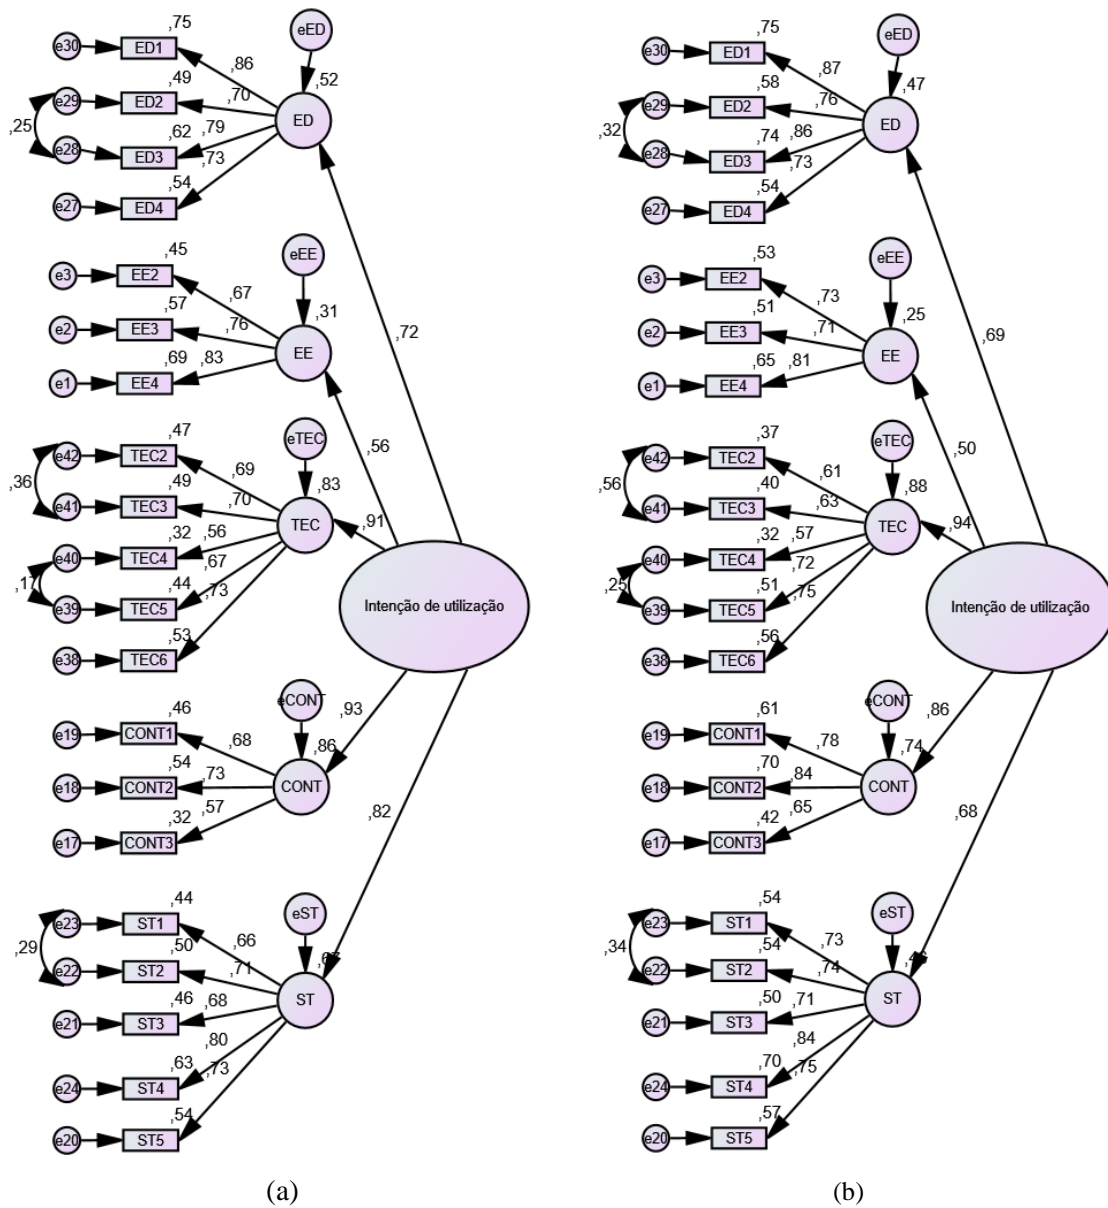 ,75
e30 ED1
eED
,86
,52
,49
e29 ED2
,70
ED
,25
,62
,79
e28 ED3
,73
,54
e27 ED4
,45
e3 EE2
eEE
,67
,31
,57
e2 EE3
,76
EE
,72
,69 ,83
e1 EE4
,56
,47
e42 TEC2
eTEC
,69
,83
,36
,49
e41 TEC3
,70
TEC
,91
,32 ,56
e40 TEC4
,67
,17
,44 ,73
e39 TEC5
Intenção de utilização
,53
e38 TEC6
eCONT
,93
,46
e19 CONT1
,68
,86
,54 ,73
e18 CONT2
CONT
,57
,32
e17 CONT3
,82
,44
e23 ST1
eST
,66
,67
,29
,50
e22 ST2
,71
ST
,46 ,68
e21 ST3
,80
,63 ,73
e24 ST4
,54
e20 ST5
(a)
,75
e30 ED1
eED
,87
,47
,58
e29 ED2
,76
ED
,32
,74 ,86
e28 ED3
,73
,54
e27 ED4
,53
e3 EE2
eEE
,73
,25
,51
e2 EE3
,71
EE
,69
,65 ,81
e1 EE4
,50
,37
e42 TEC2
eTEC
,61
,88
,56
,40
e41 TEC3
,63
TEC
,94
,32 ,57
e40 TEC4
,72
,25
,51 ,75
e39 TEC5
Intenção de utilização
,56
e38 TEC6
eCONT
,86
,61
e19 CONT1
,78
,74
,70 ,84
e18 CONT2
CONT
,65
,42
e17 CONT3
,68
,54
e23 ST1
eST
,73
,46
,34
,54
e22 ST2
,74
ST
,50 ,71
e21 ST3
,84
,70 ,75
e24 ST4
,57
e20 ST5
(b)